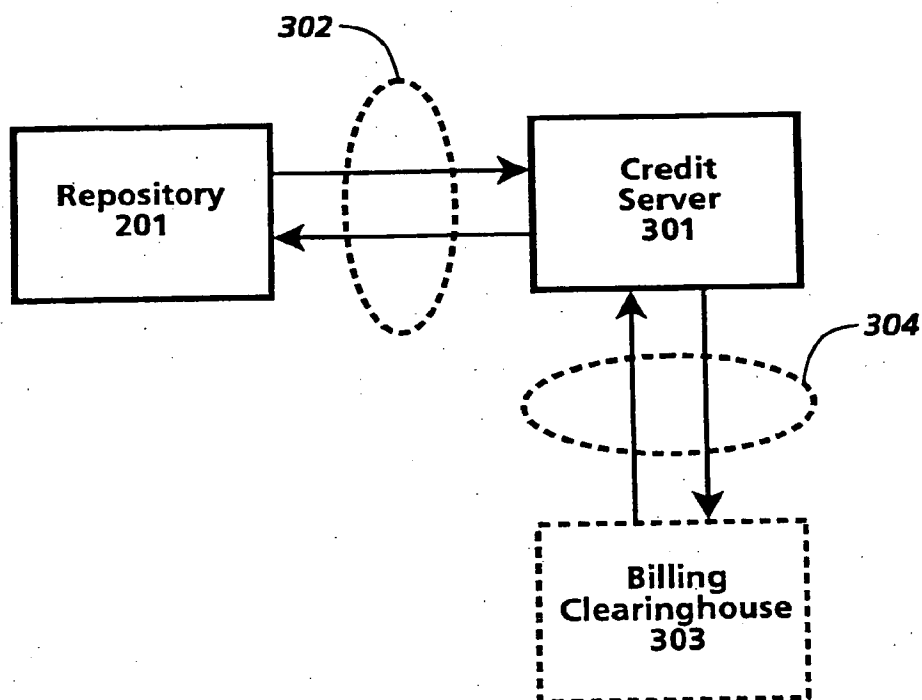 302
Repository
201
Credit
Server
301
304
Billing
Clearinghouse
303